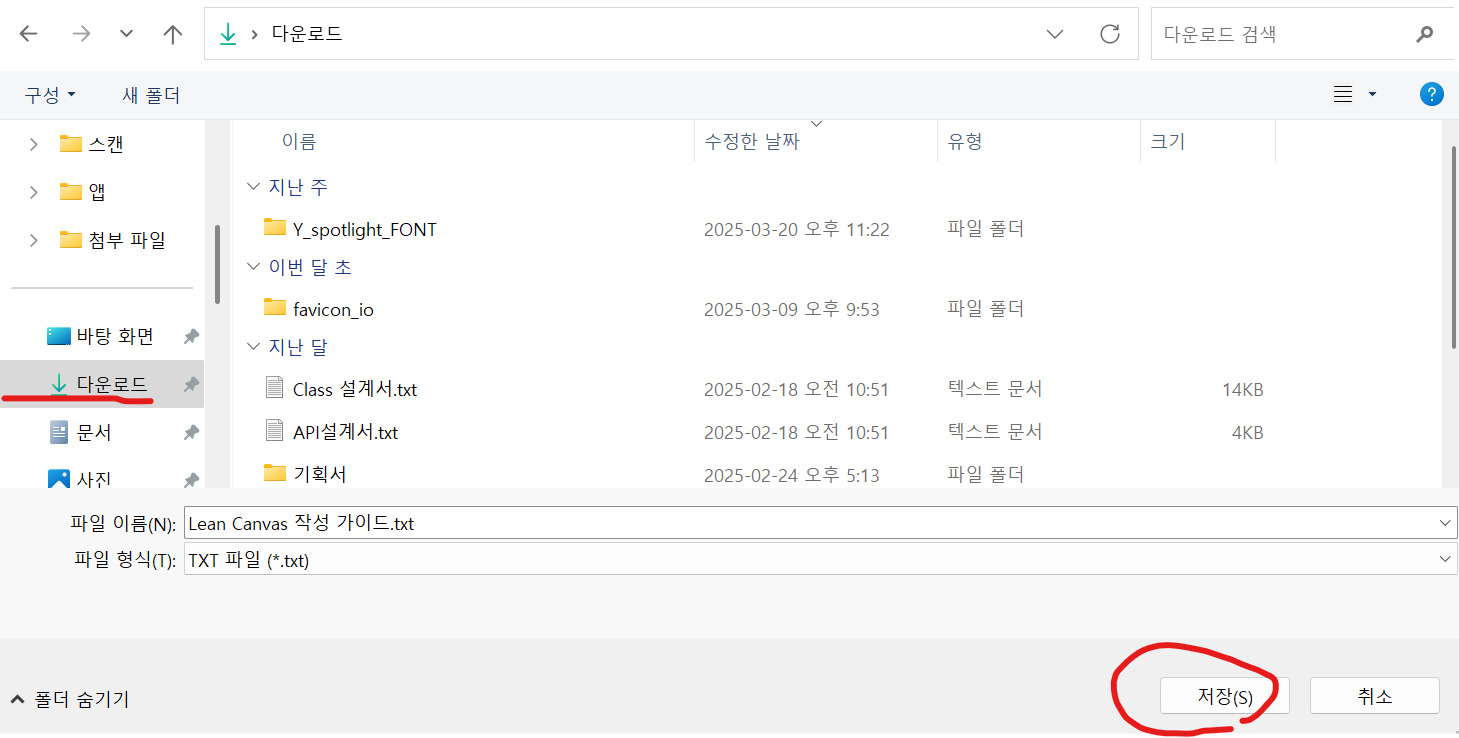 다운로드
다운로드 검색
구성
새 폴더
?
스캔
앱
첨부 파일
바탕 화면
다운로드
문서
사진
이름 수정한 날짜 유형 크기
지난 주
Y_spotlight_FONT 2025-03-20 오후 11:22 파일 폴더
이번 달 초
favicon_io 2025-03-09 오후 9:53 파일 폴더
지난 달
Class 설계서.txt 2025-02-18 오전 10:51 텍스트 문서 14KB
API설계서.txt 2025-02-18 오전 10:51 텍스트 문서 4KB
기획서 2025-02-24 오후 5:13 파일 폴더
파일 이름(N): Lean Canvas 작성 가이드.txt
파일 형식(T): TXT 파일 (*.txt)
폴더 숨기기
저장(S)
취소